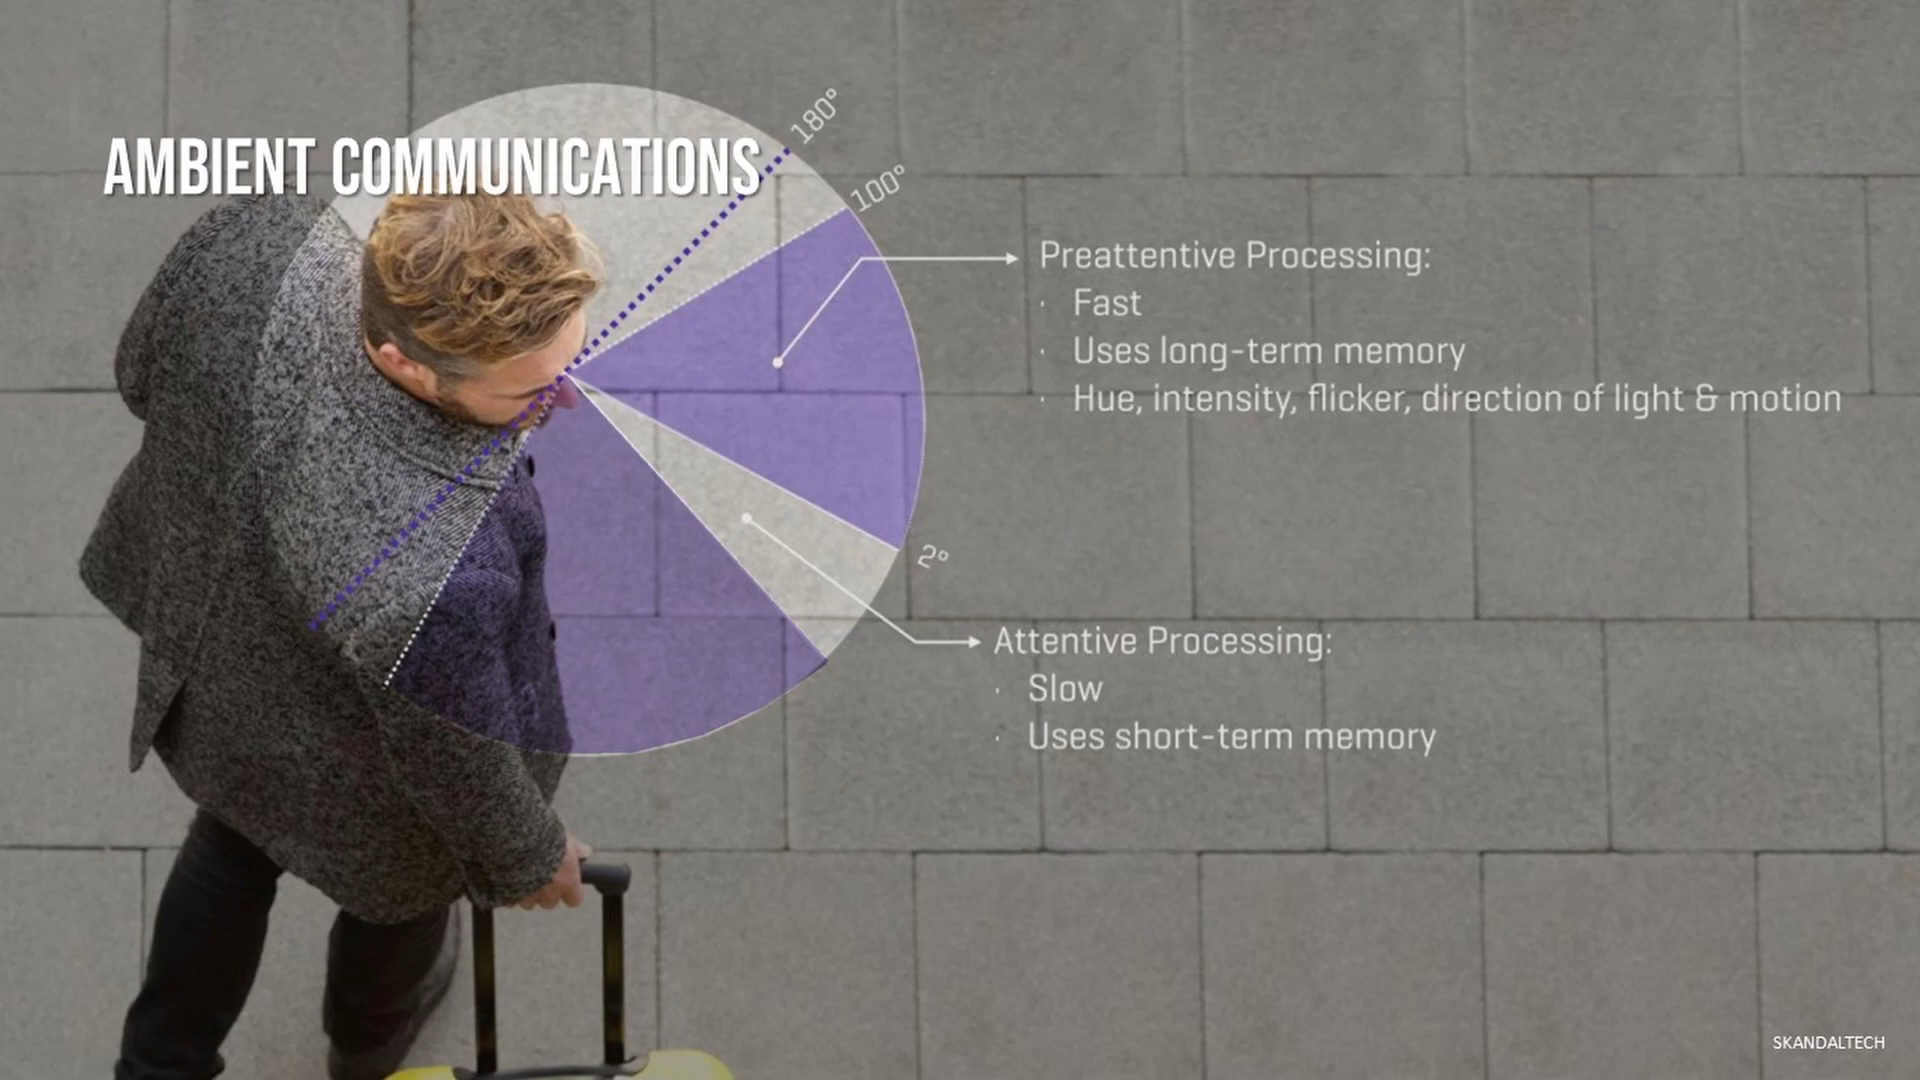 AMBIENT COMMUNICATIONS
180°
100°
Preattentive Processing:
· Fast
· Uses long-term memory
· Hue, intensity, flicker, direction of light & motion
2°
Attentive Processing:
· Slow
· Uses short-term memory
SKANDALTECH